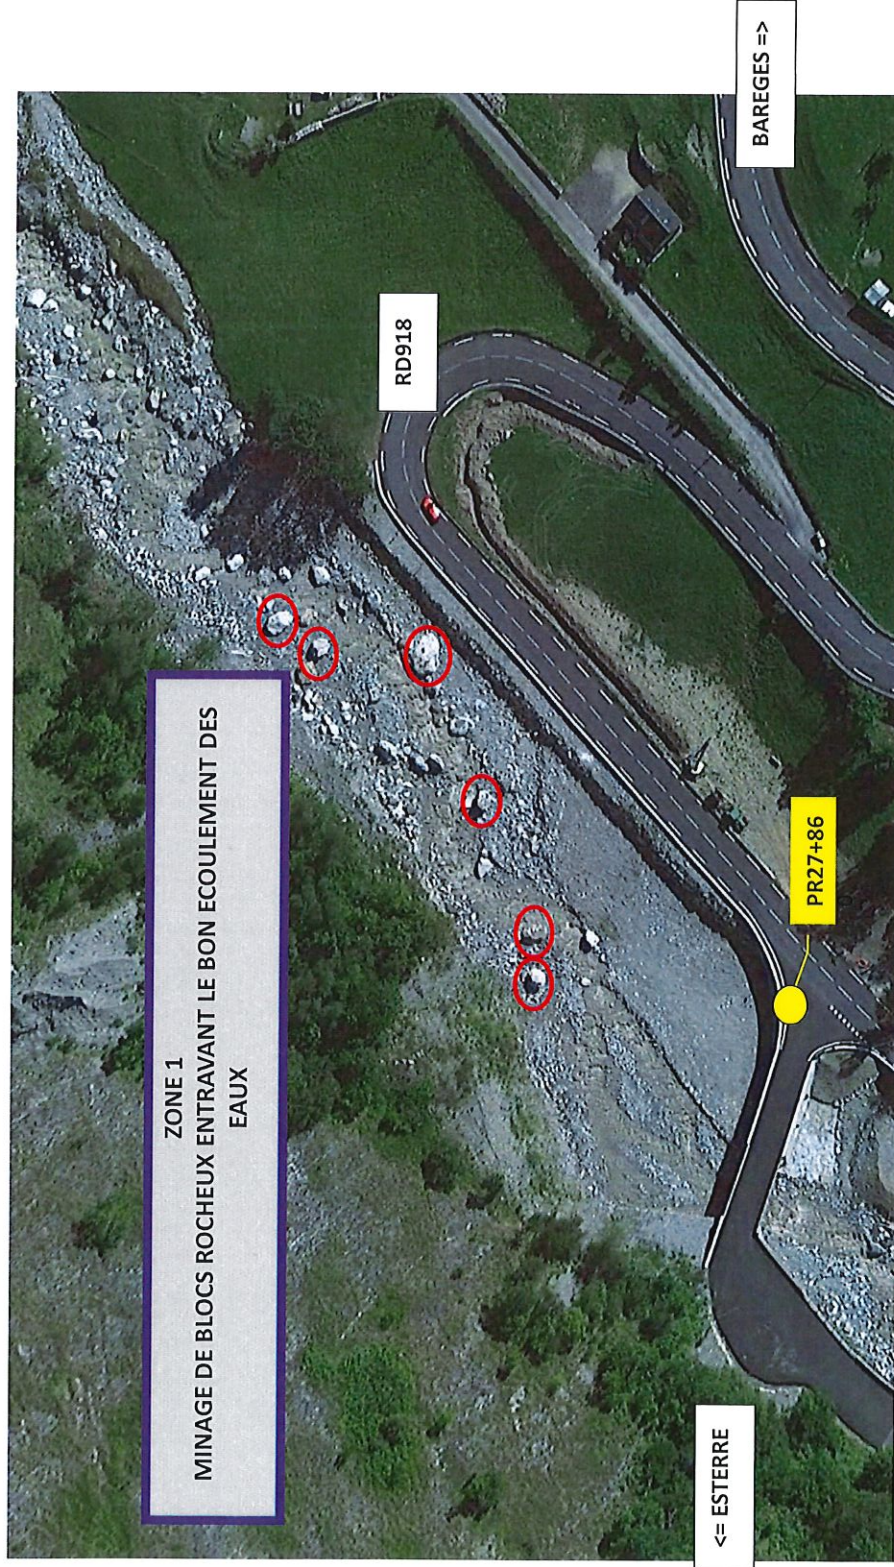 ZONE 1
MINAGE DE BLOCS ROCHEUX ENTRAVANT LE BON ECOULEMENT DES
EAUX
RD918
BAREGES =>
PR27+86
<= ESTERRE